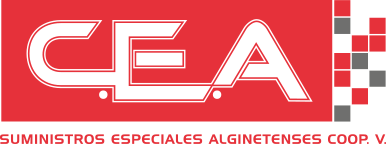 C.E.A
SUMINISTROS ESPECIALES ALGINETENSES COOP. V.